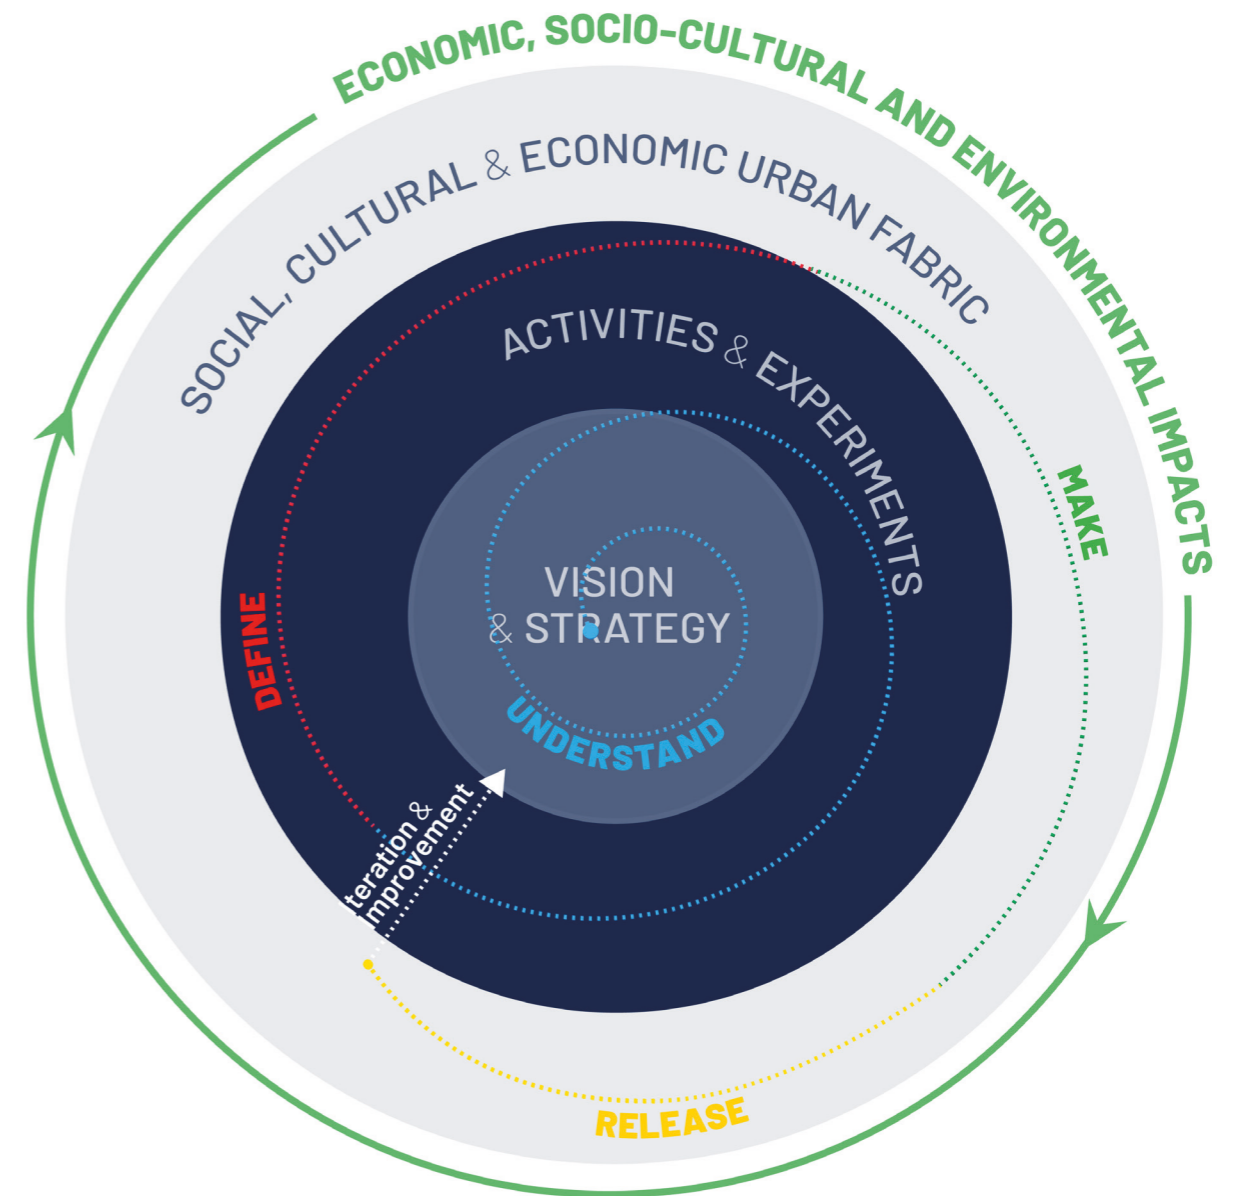 ECONOMIC, SOCIO-CULTURAL AND ENVIRONMENTAL IMPACTS
SOCIAL, CULTURAL & ECONOMIC URBAN FABRIC
ACTIVITIES & EXPERIMENTS
VISION
& STRATEGY
UNDERSTAND
DEFINE
MAKE
RELEASE
Iteration &
Improvement